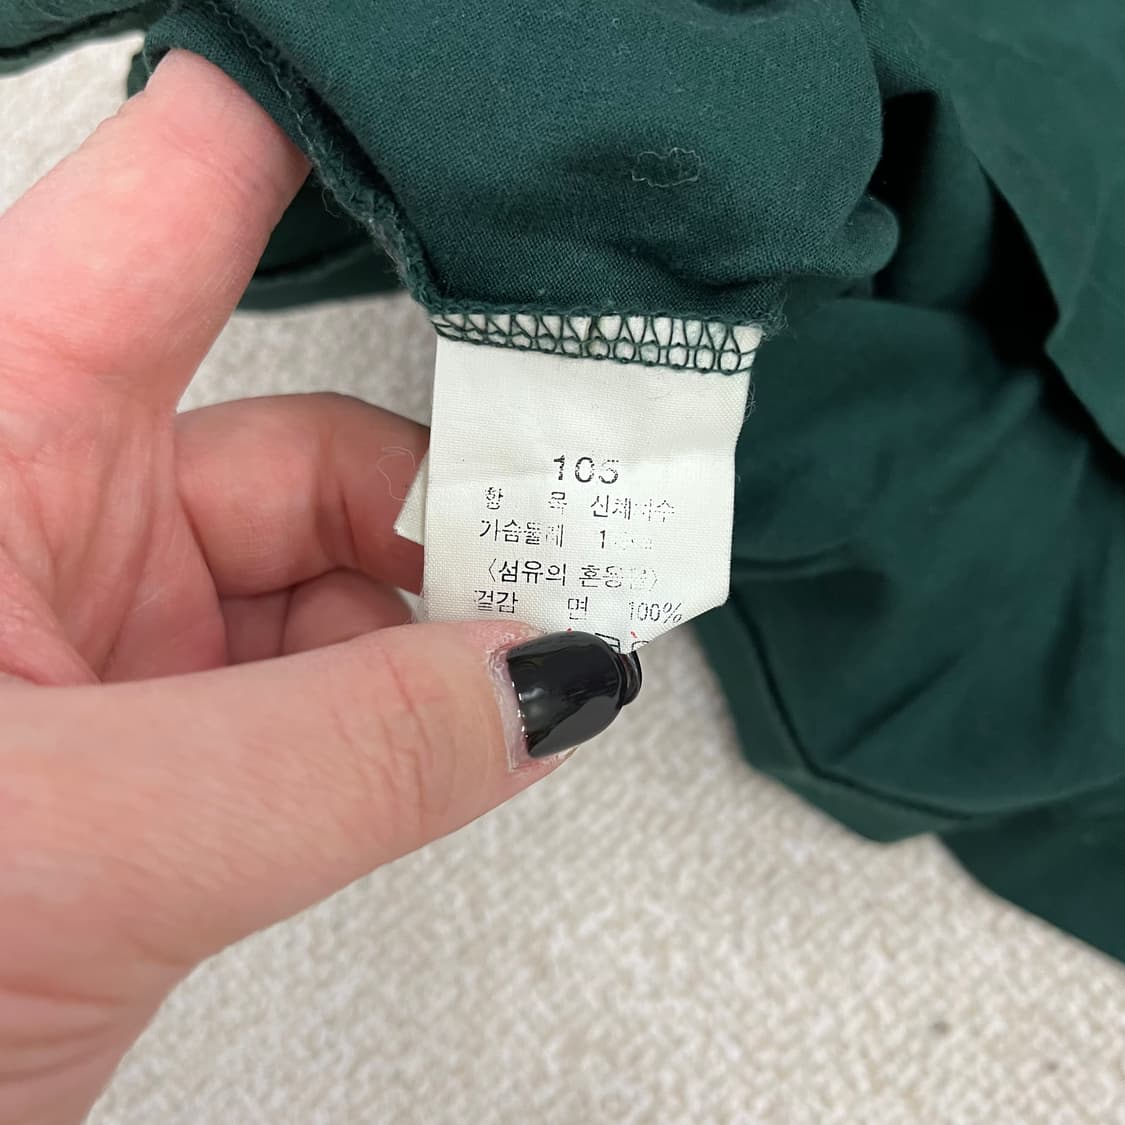 105
항 목 신체치수
가슴둘레
〈섬유의 혼용율〉
겉감 면 100%